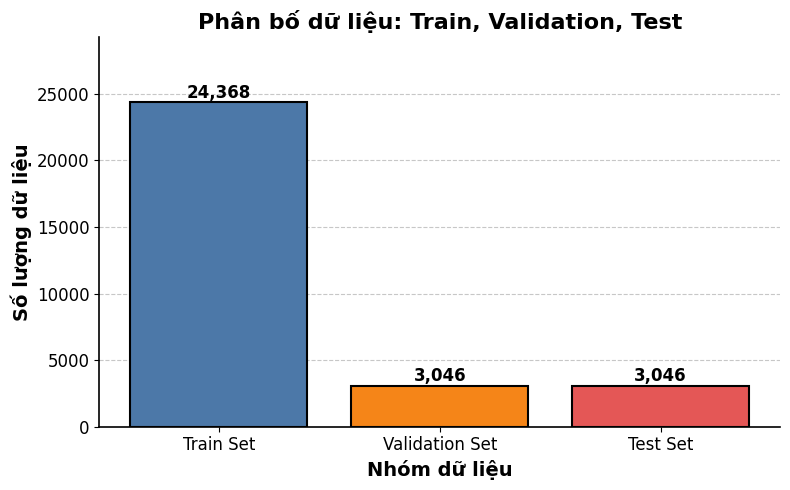 Phân bố dữ liệu: Train, Validation, Test
Số lượng dữ liệu
25000
20000
15000
10000
5000
0
24,368
3,046
3,046
Train Set
Validation Set
Test Set
Nhóm dữ liệu